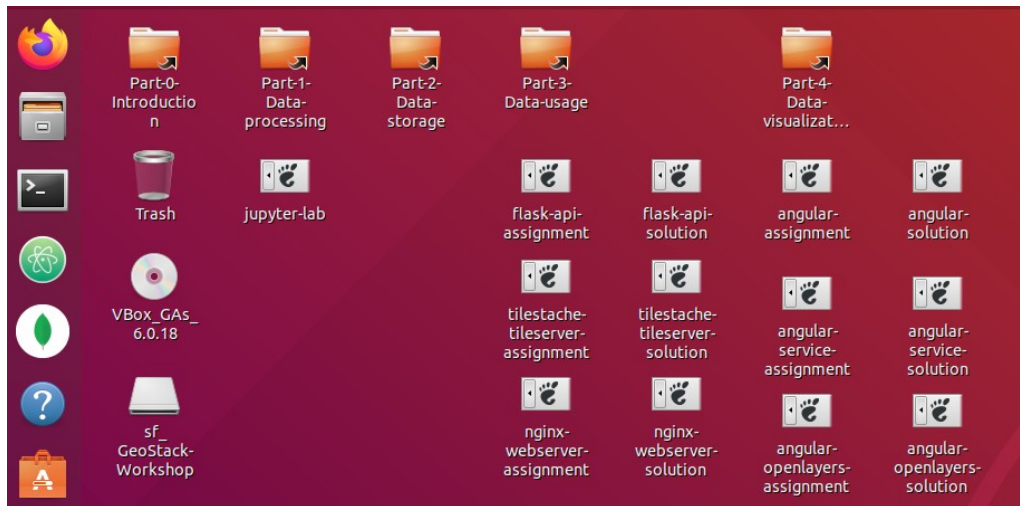 Part-0-
Introductio
n
Part-1-
Data-
processing
Part-2-
Data-
storage
Part-3-
Data-usage
Part-4-
Data-
visualizat…
Trash
jupyter-lab
flask-api-
assignment
flask-api-
solution
angular-
assignment
angular-
solution
VBox_GAs_
6.0.18
tilestache-
tileserver-
assignment
tilestache-
tileserver-
solution
angular-
service-
assignment
angular-
service-
solution
sf_
GeoStack-
Workshop
nginx-
webserver-
assignment
nginx-
webserver-
solution
angular-
openlayers-
assignment
angular-
openlayers-
solution